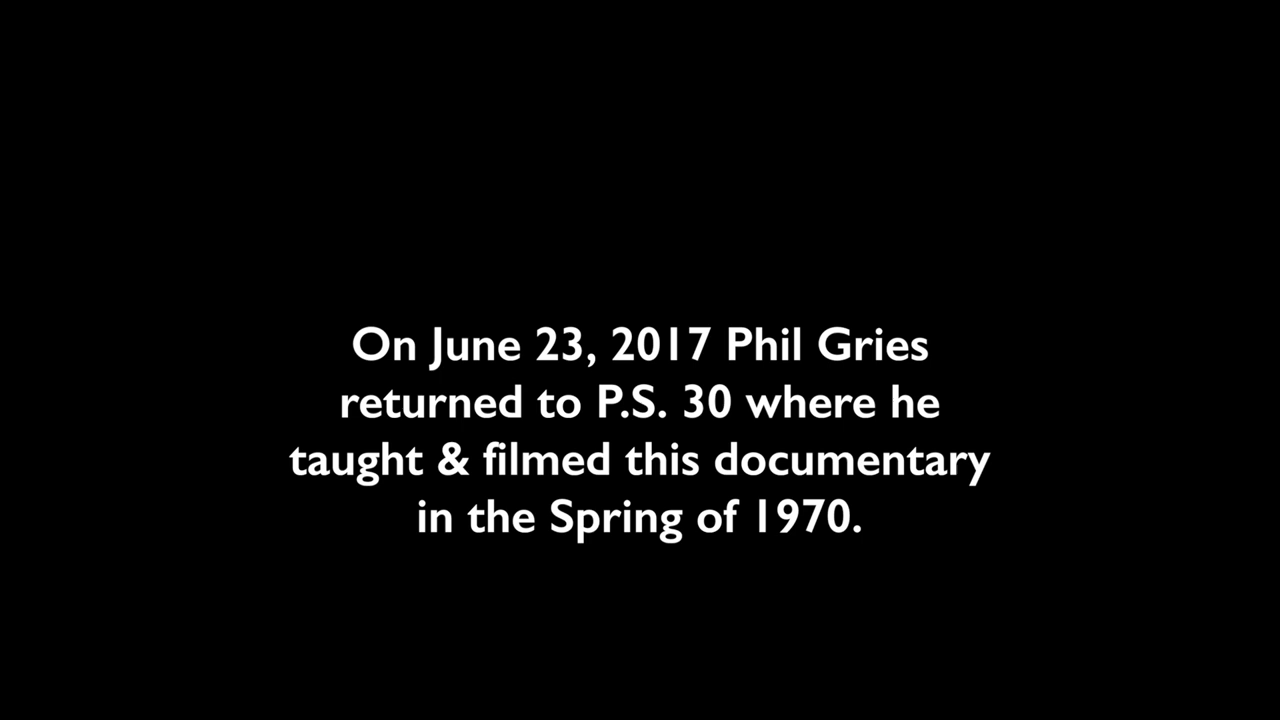 On June 23, 2017 Phil Gries
returned to P.S. 30 where he
taught & filmed this documentary
in the Spring of 1970.